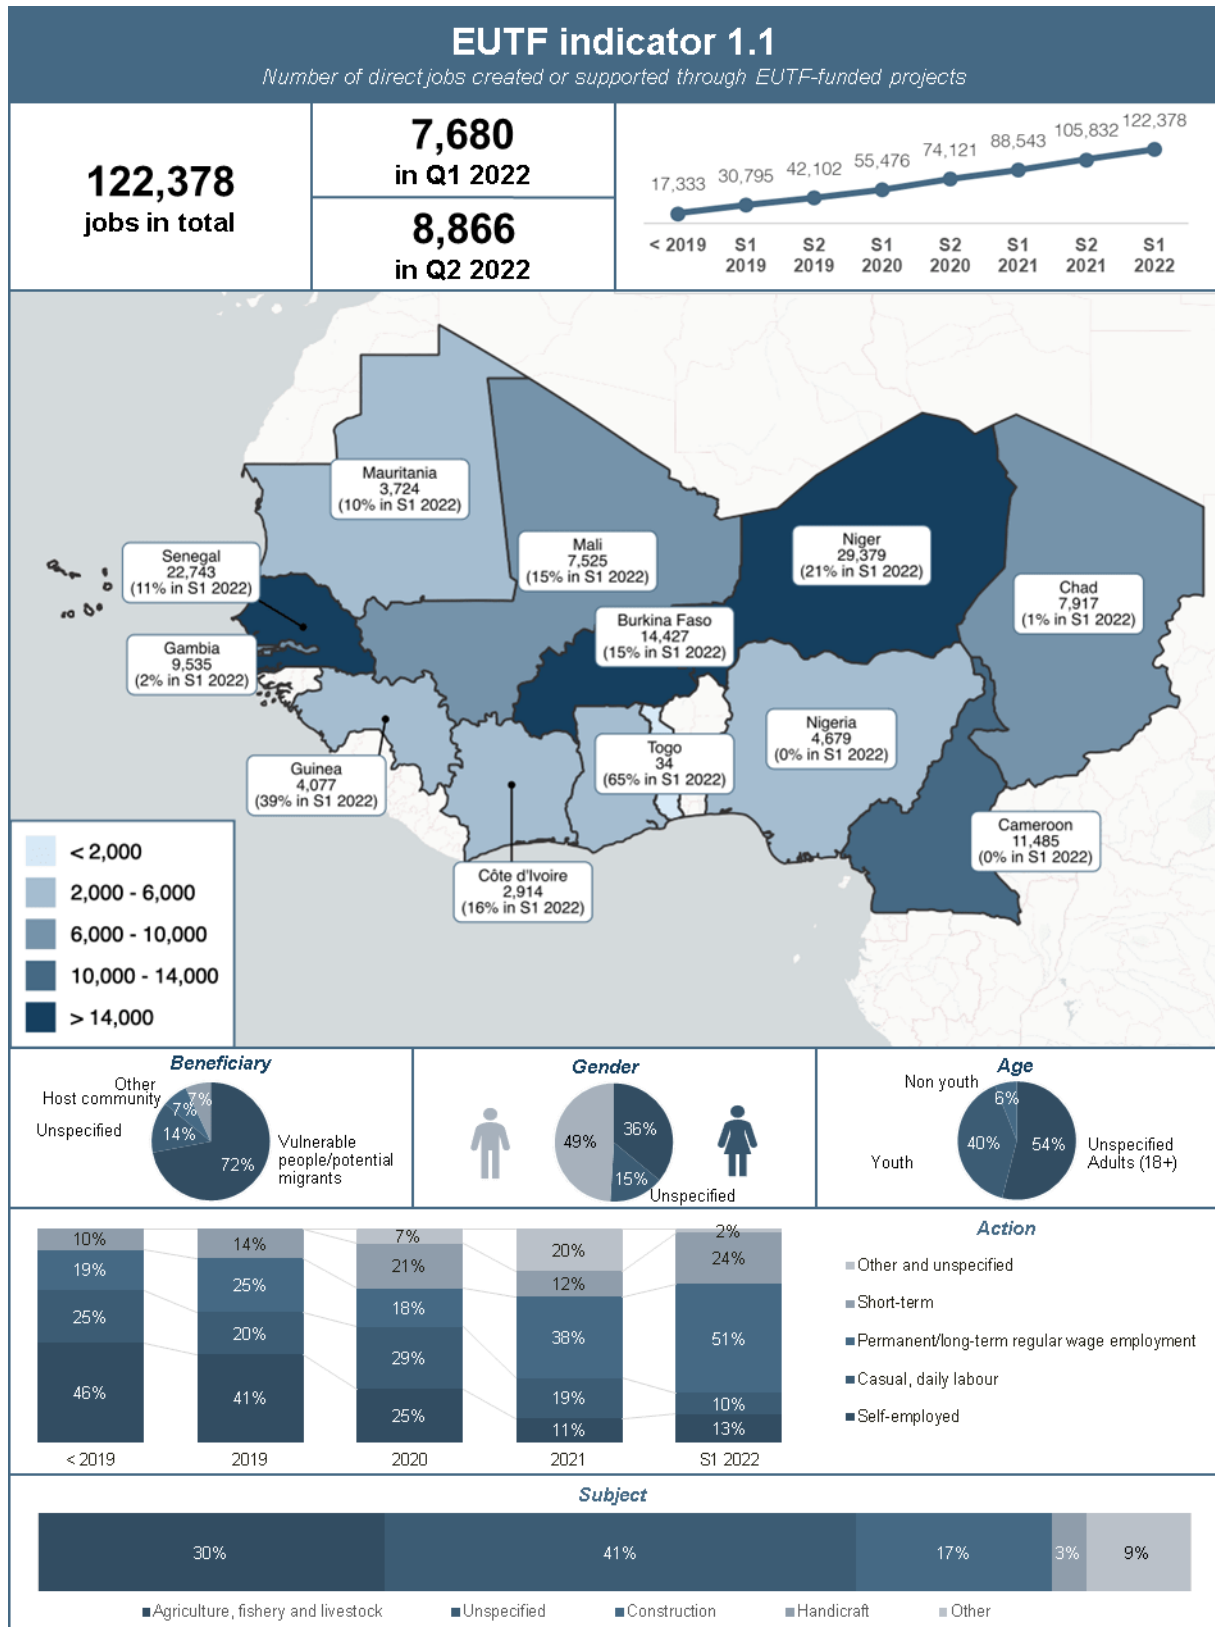 EUTF indicator 1.1
Number of direct jobs created or supported through EUTF-funded projects
122,378
jobs in total
7,680
in Q1 2022
8,866
in Q2 2022
17,333
30,795
42,102
55,476
74,121
88,543
105,832
122,378
< 2019
S1
2019
S2
2019
S1
2020
S2
2020
S1
2021
S2
2021
S1
2022
Mauritania
3,724
(10% in S1 2022)
Senegal
22,743
(11% in S1 2022)
Mali
7,525
(15% in S1 2022)
Niger
29,379
(21% in S1 2022)
Chad
7,917
(1% in S1 2022)
Gambia
9,535
(2% in S1 2022)
Burkina Faso
14,427
(15% in S1 2022)
Guinea
4,077
(39% in S1 2022)
Togo
34
(65% in S1 2022)
Nigeria
4,679
(0% in S1 2022)
Côte d'Ivoire
2,914
(16% in S1 2022)
Cameroon
11,485
(0% in S1 2022)
< 2,000
2,000 - 6,000
6,000 - 10,000
10,000 - 14,000
> 14,000
Beneficiary
Other
7%
Host community
7%
Unspecified
14%
72%
Vulnerable
people/potential
migrants
Gender
49%
36%
15%
Unspecified
Age
Non youth
6%
Youth
40%
54%
Unspecified
Adults (18+)
Action
10%
19%
25%
46%
< 2019
14%
25%
20%
41%
2019
7%
21%
18%
29%
25%
2020
20%
12%
38%
19%
11%
2021
2%
24%
51%
10%
13%
S1 2022
Other and unspecified
Short-term
Permanent/long-term regular wage employment
Casual, daily labour
Self-employed
Subject
30%
41%
17%
3%
9%
Agriculture, fishery and livestock
Unspecified
Construction
Handicraft
Other